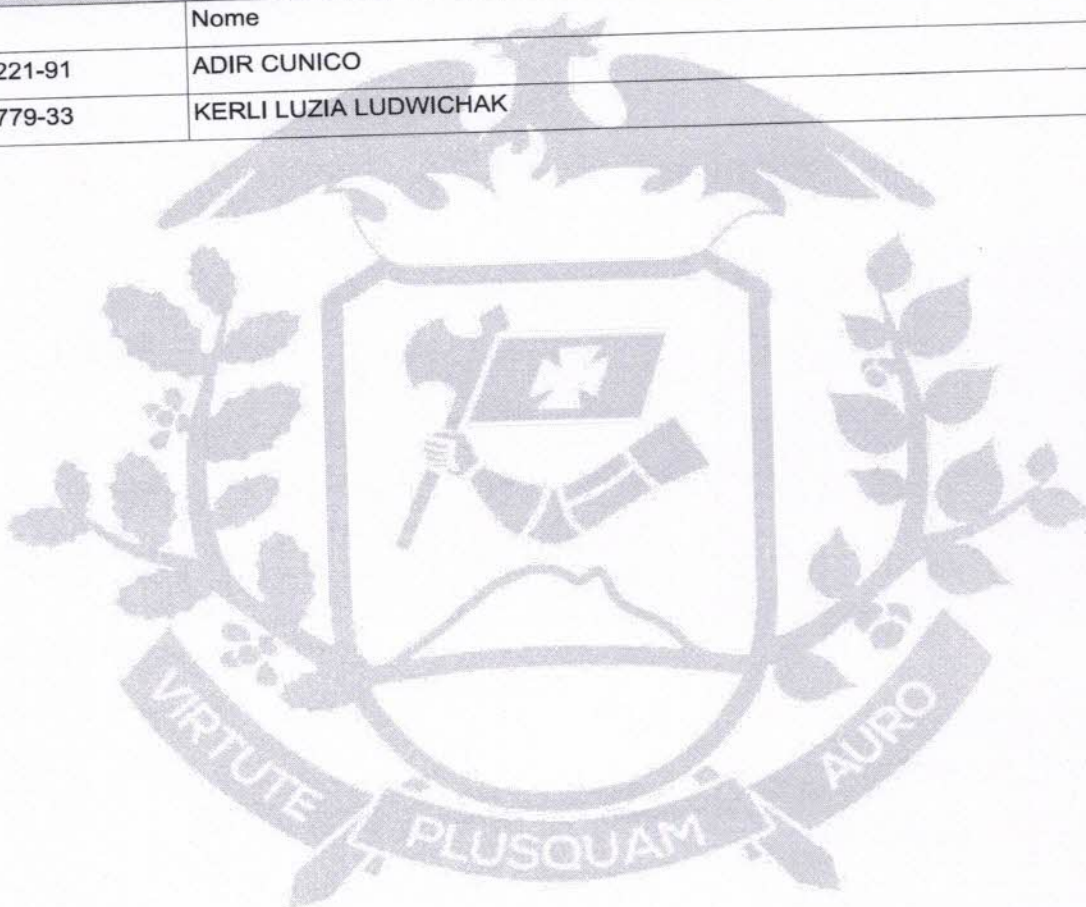 Nome
221-91 ADIR CUNICO
779-33 KERLI LUZIA LUDWICHAK
VIRTUTE PLUSQUAM AURO